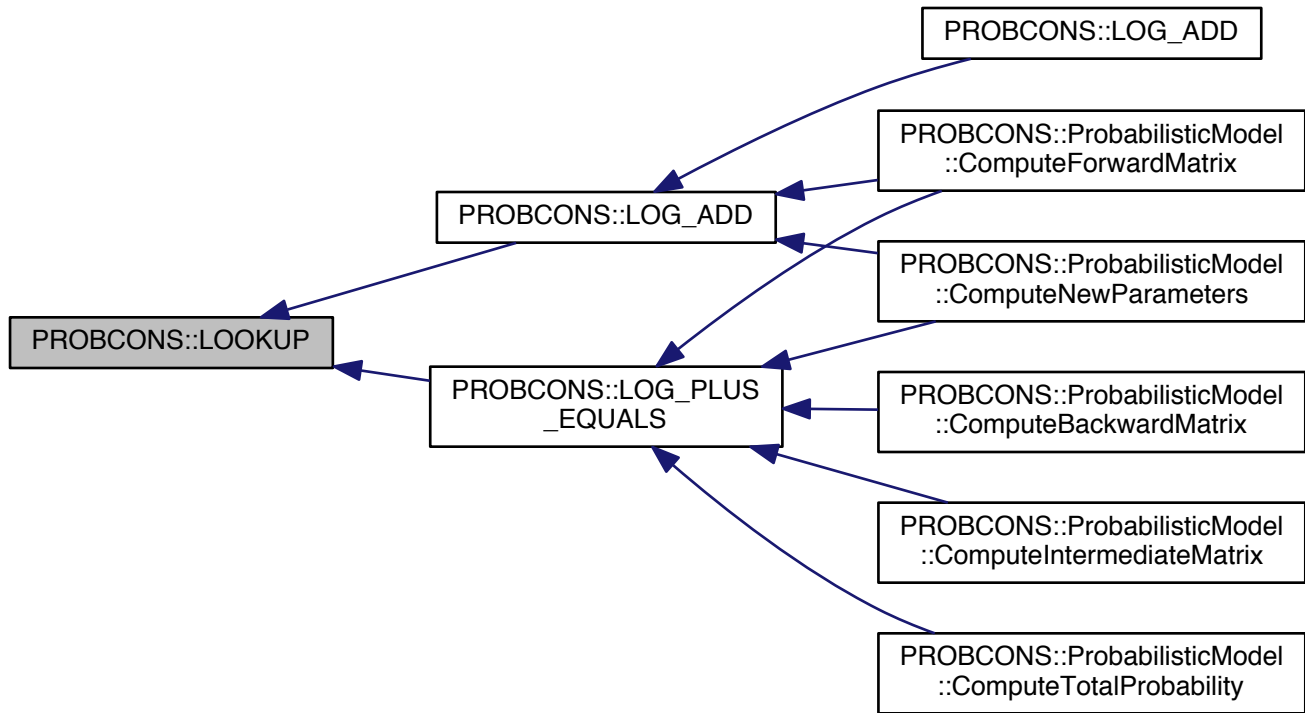 PROBCONS::LOOKUP
PROBCONS::LOG_ADD
PROBCONS::LOG_PLUS
_EQUALS
PROBCONS::LOG_ADD
PROBCONS::ProbabilisticModel
::ComputeForwardMatrix
PROBCONS::ProbabilisticModel
::ComputeNewParameters
PROBCONS::ProbabilisticModel
::ComputeBackwardMatrix
PROBCONS::ProbabilisticModel
::ComputeIntermediateMatrix
PROBCONS::ProbabilisticModel
::ComputeTotalProbability